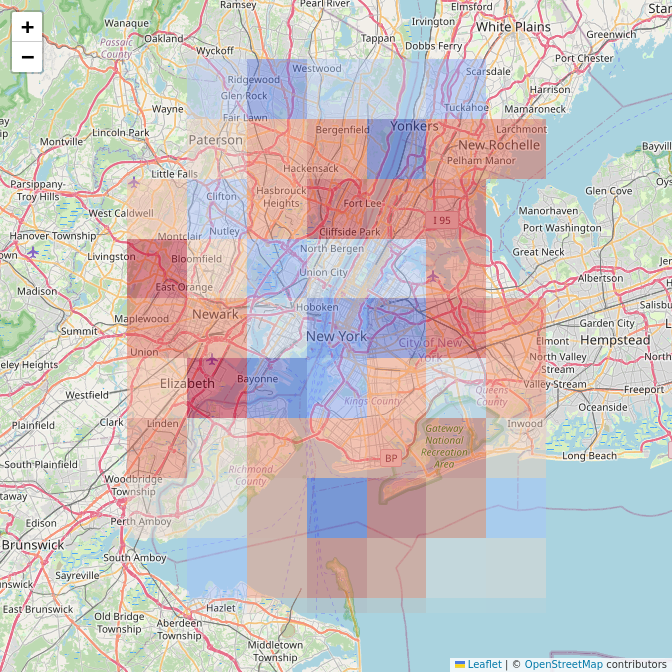 Ramsey
Pearl River
Elmsford
Wanaque
Oakland
Irvington
White Plains
Greenwich
Passaic
County
Wyckoff
Tappan
Dobbs Ferry
Port Chester
+
−
Westwood
Ridgewood
Scarsdale
Glen Rock
Harrison
Wayne
Fair Lawn
Tuckahoe
Mamaroneck
Lincoln Park
Paterson
Bergenfield
Yonkers
Larchmont
Montville
New Rochelle
Hackensack
Pelham Manor
Little Falls
Parsippany-
Troy Hills
Clifton
Hasbrouck
Heights
Fort Lee
Glen Cove
West Caldwell
I 95
Manorhaven
Hanover Township
Montclair
Nutley
Cliffside Park
Port Washington
Livingston
Bloomfield
North Bergen
Great Neck
Union City
Albertson
Madison
East Orange
Maplewood
Newark
Hoboken
Garden City
Summit
New York
City of New
York
Elmont
Hempstead
Union
North Valley
Stream
Elizabeth
Bayonne
Valley Stream
Freeport
Westfield
Kings County
Queens
County
Oceanside
Plainfield
Clark
Linden
Gateway
National
Recreation
Area
Inwood
Long Beach
South Plainfield
Richmond
County
BP
Woodbridge
Township
Edison
Perth Amboy
Brunswick
South Amboy
Sayreville
East Brunswick
Hazlet
Old Bridge
Township
Aberdeen
Township
Middletown
Township
Leaflet | © OpenStreetMap contributors